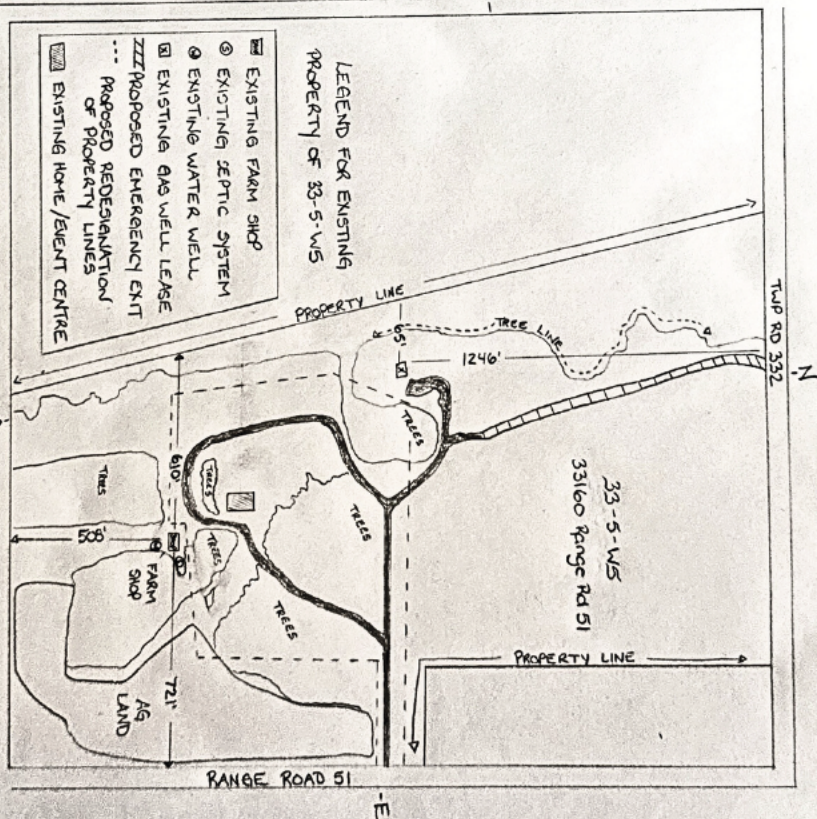 LEGEND FOR EXISTING
PROPERTY OF 33-5-W5
EXISTING FARM SHOP
EXISTING SEPTIC SYSTEM
EXISTING WATER WELL
EXISTING GAS WELL LEASE
PROPOSED EMERGENCY EXIT
PROPOSED REDESIGNATION
OF PROPERTY LINES
EXISTING HOME/EVENT CENTRE
TWP RD 332
-N
PROPERTY LINE
TREE LINE
65'
1246'
33-5-W5
33160 Range Rd 51
TREES
TREES
TREES
TREES
TREES
TREES
610'
505'
FARM
SHOP
721'
AG
LAND
PROPERTY LINE
RANGE ROAD 51
-E